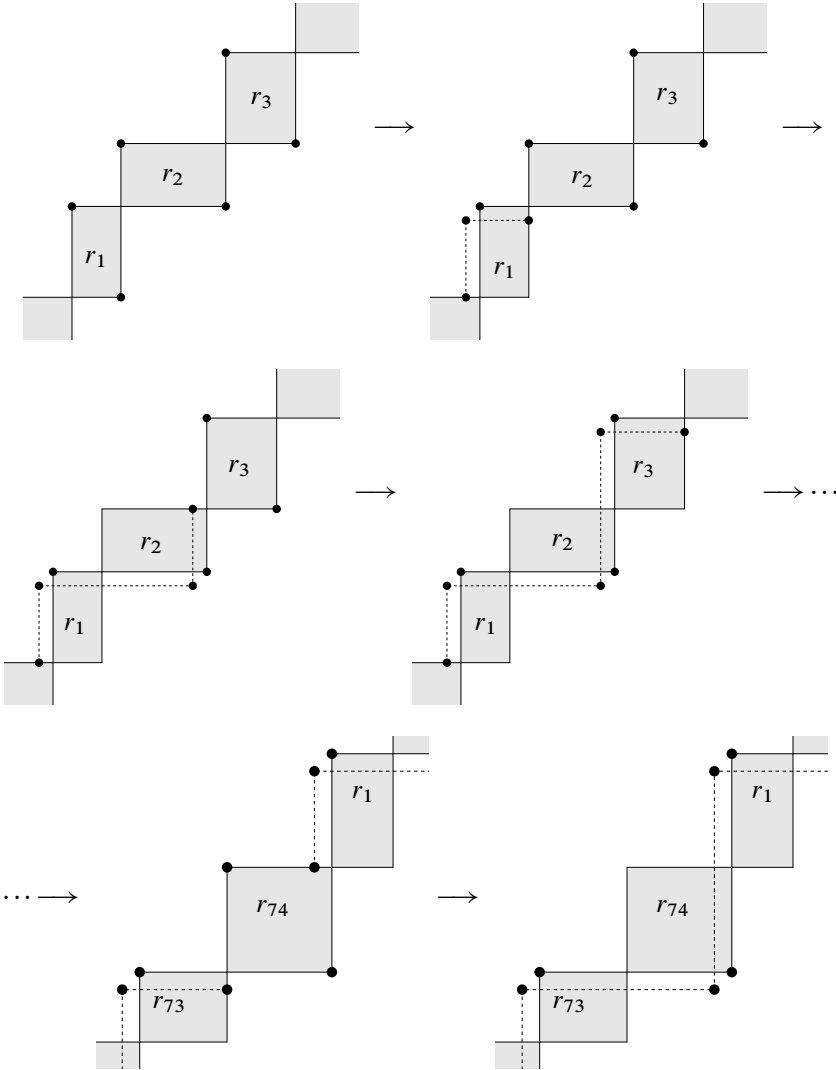 r3 r3
→ →
r2 r2
r1 r1
r3 r3
→ → ···
r2 r2
r1 r1
r1 r1
··· → r74 → r74
r73 r73